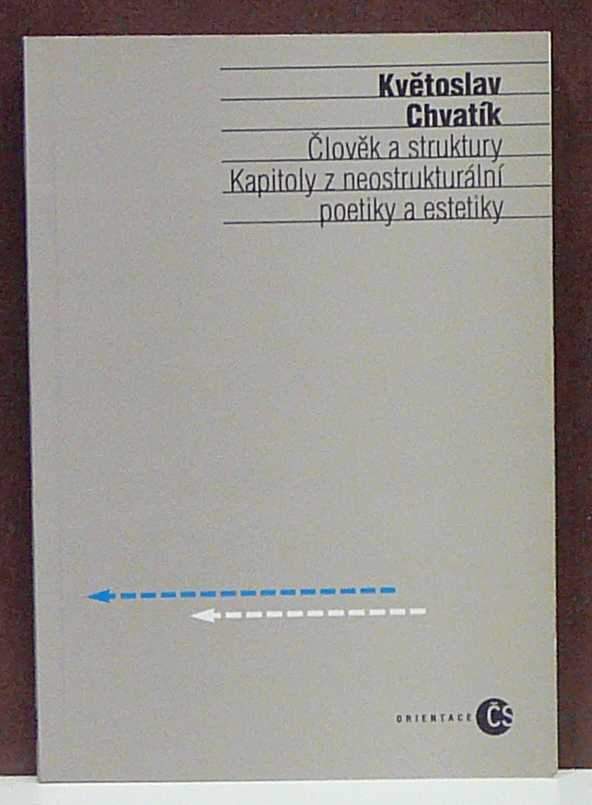 Květoslav
Chvatík
Člověk a struktury
Kapitoly z neostrukturální
poetiky a estetiky
ORIENTACE ČS